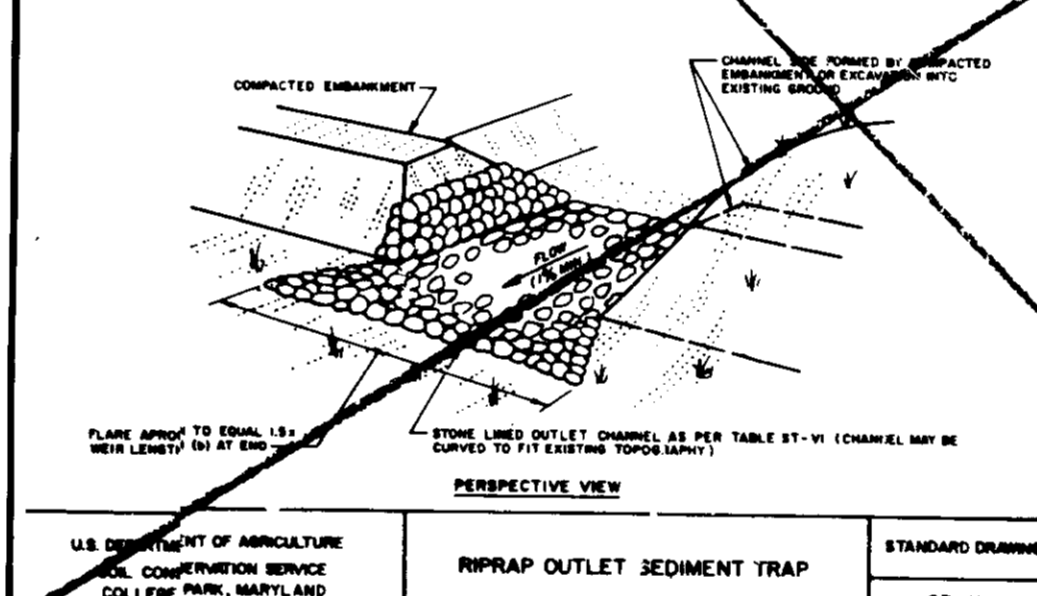 COMPACTED EMBANKMENT
CHANNEL SIDE FORMED BY COMPACTED
EMBANKMENT OR EXCAVATION INTO
EXISTING GROUND
FLOW
(1% MIN.)
FLARE APRON TO EQUAL 1.5x
WEIR LENGTH (b) AT END
STONE LINED OUTLET CHANNEL AS PER TABLE ST-VI (CHANNEL MAY BE
CURVED TO FIT EXISTING TOPOGRAPHY)
PERSPECTIVE VIEW
U.S. DEPARTMENT OF AGRICULTURE
SOIL CONSERVATION SERVICE
COLLEGE PARK, MARYLAND
RIPRAP OUTLET SEDIMENT TRAP
STANDARD DRAWING